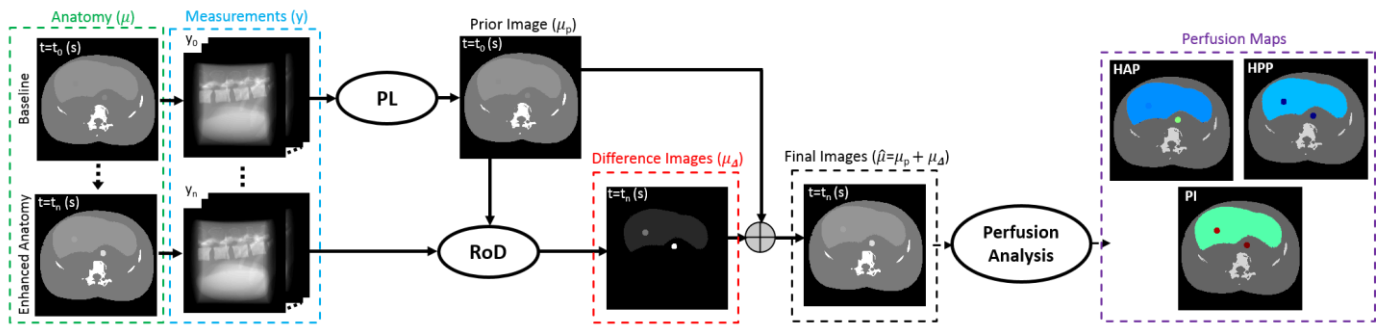 Anatomy (μ)
Measurements (y)
Prior Image (μp)
Perfusion Maps
Baseline
t=t0 (s)
y0
PL
t=t0 (s)
HAP
HPP
Difference Images (μΔ)
Final Images (μ̂=μp + μΔ)
Enhanced Anatomy
t=tn (s)
yn
RoD
t=tn (s)
t=tn (s)
Perfusion
Analysis
PI